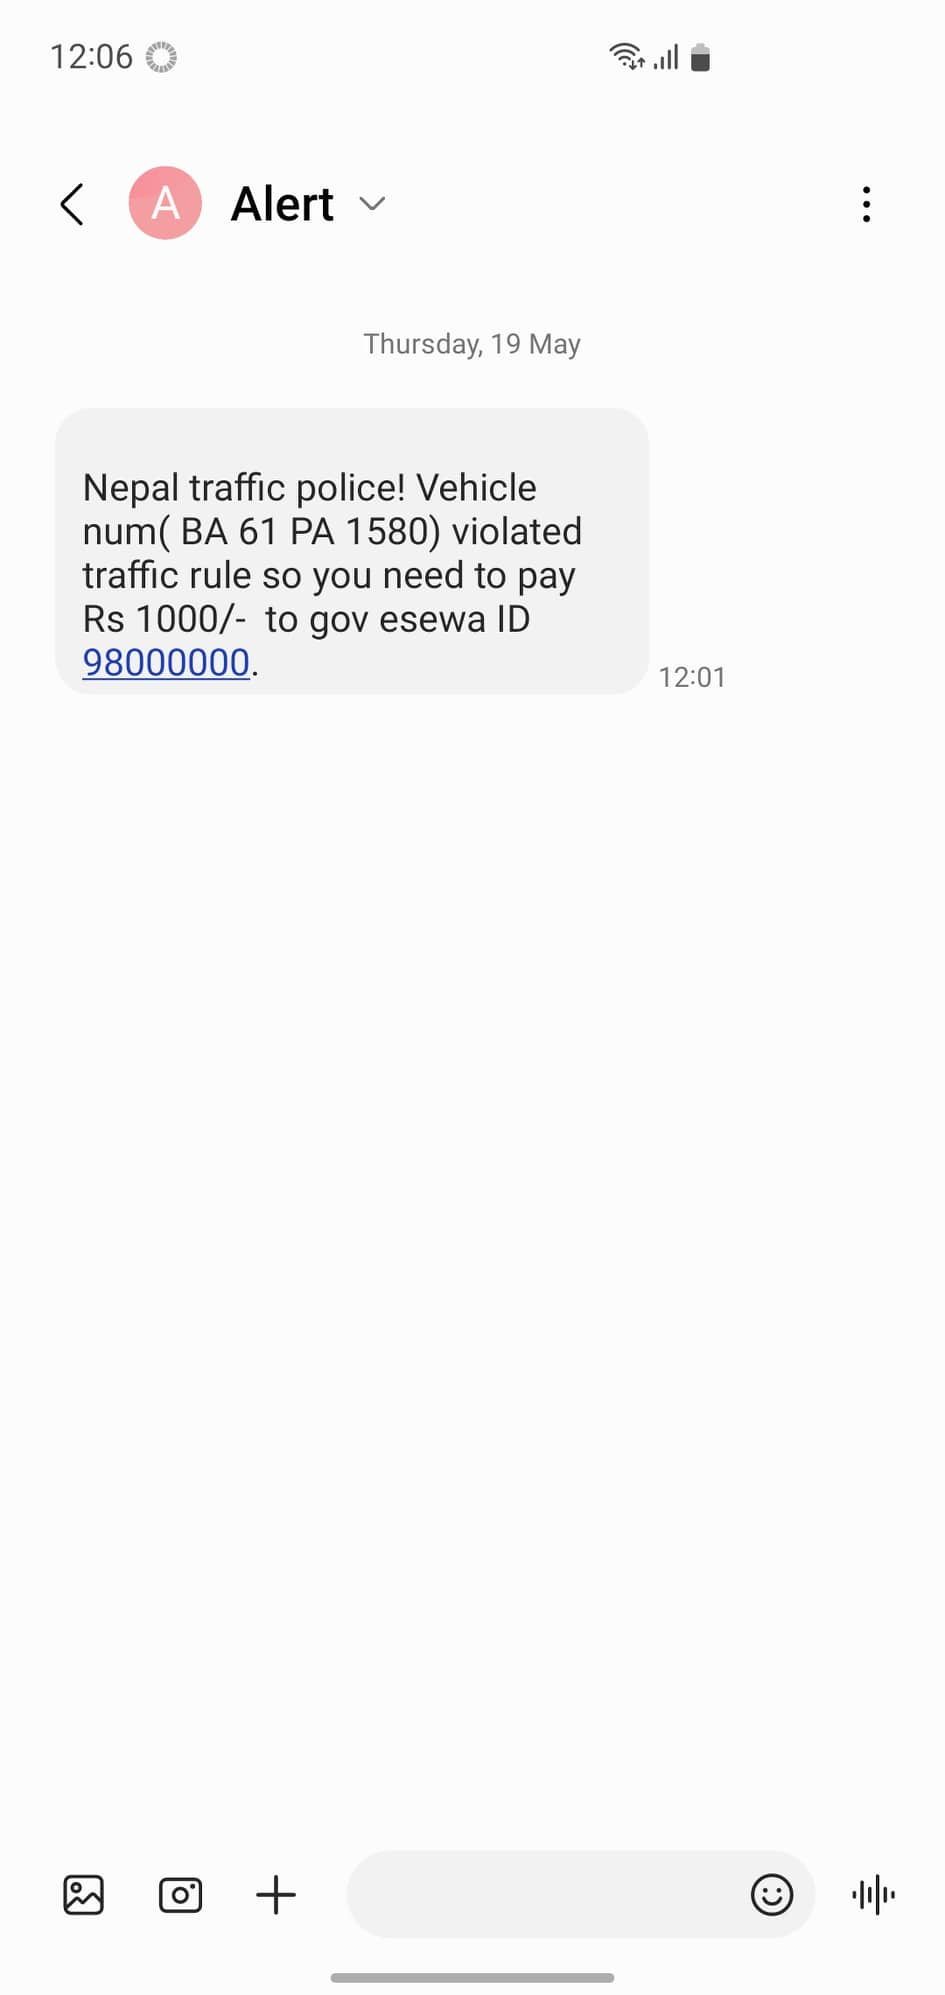 12:06
A Alert
Thursday, 19 May
Nepal traffic police! Vehicle
num( BA 61 PA 1580) violated
traffic rule so you need to pay
Rs 1000/-  to gov esewa ID
98000000.
12:01